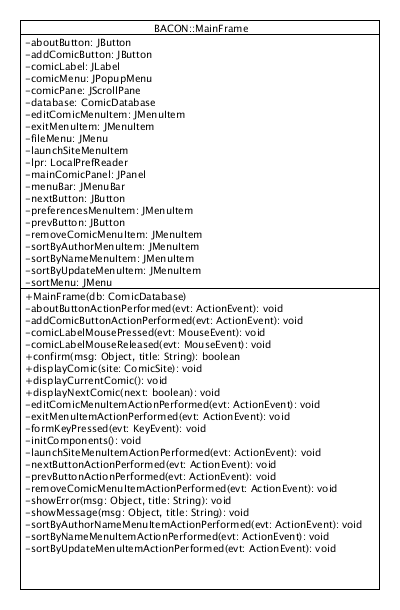 BACON::MainFrame
-aboutButton: JButton
-addComicButton: JButton
-comicLabel: JLabel
-comicMenu: JPopupMenu
-comicPane: JScrollPane
-database: ComicDatabase
-editComicMenuItem: JMenuItem
-exitMenuItem: JMenuItem
-fileMenu: JMenu
-launchSiteMenuItem
-lpr: LocalPrefReader
-mainComicPanel: JPanel
-menuBar: JMenuBar
-nextButton: JButton
-preferencesMenuItem: JMenuItem
-prevButton: JButton
-removeComicMenuItem: JMenuItem
-sortByAuthorMenuItem: JMenuItem
-sortByNameMenuItem: JMenuItem
-sortByUpdateMenuItem: JMenuItem
-sortMenu: JMenu
+MainFrame(db: ComicDatabase)
-aboutButtonActionPerformed(evt: ActionEvent): void
-addComicButtonActionPerformed(evt: ActionEvent): void
-comicLabelMousePressed(evt: MouseEvent): void
-comicLabelMouseReleased(evt: MouseEvent): void
+confirm(msg: Object, title: String): boolean
+displayComic(site: ComicSite): void
+displayCurrentComic(): void
+displayNextComic(next: boolean): void
-editComicMenuItemActionPerformed(evt: ActionEvent): void
-exitMenuItemActionPerformed(evt: ActionEvent): void
-formKeyPressed(evt: KeyEvent): void
-initComponents(): void
-launchSiteMenuItemActionPerformed(evt: ActionEvent): void
-nextButtonActionPerformed(evt: ActionEvent): void
-prevButtonActionPerformed(evt: ActionEvent): void
-removeComicMenuItemActionPerformed(evt: ActionEvent): void
-showError(msg: Object, title: String): void
-showMessage(msg: Object, title: String): void
-sortByAuthorNameMenuItemActionPerformed(evt: ActionEvent): void
-sortByNameMenuItemActionPerformed(evt: ActionEvent): void
-sortByUpdateMenuItemActionPerformed(evt: ActionEvent): void